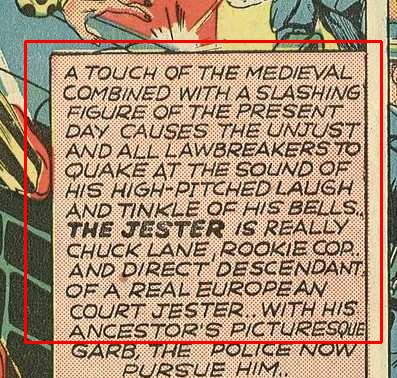 A TOUCH OF THE MEDIEVAL
COMBINED WITH A SLASHING
FIGURE OF THE PRESENT
DAY CAUSES THE UNJUST
AND ALL LAWBREAKERS TO
QUAKE AT THE SOUND OF
HIS HIGH-PITCHED LAUGH
AND TINKLE OF HIS BELLS..
THE JESTER IS REALLY
CHUCK LANE, ROOKIE COP
AND DIRECT DESCENDANT,
OF A REAL EUROPEAN
COURT JESTER.. WITH HIS
ANCESTOR'S PICTURESQUE
GARB, THE POLICE NOW
PURSUE HIM..